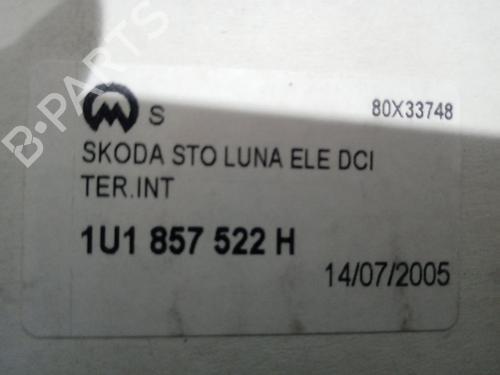 S
80X33748
SKODA STO LUNA ELE DCI
TER.INT
1U1 857 522 H
14/07/2005
B-PARTS